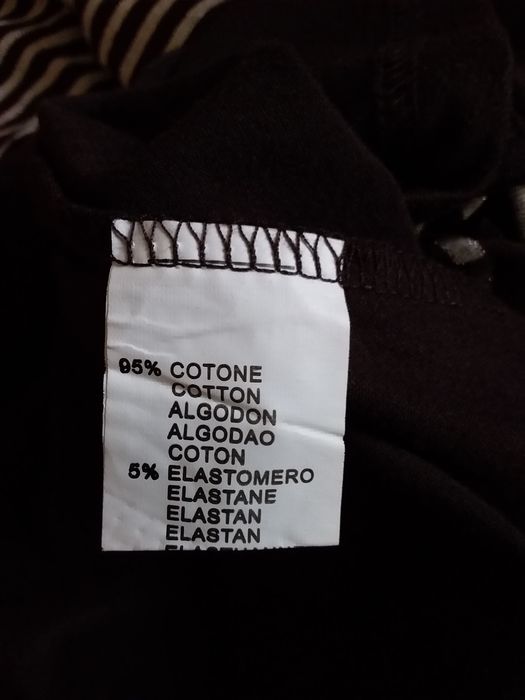 95% COTONE
COTTON
ALGODON
ALGODAO
COTON
5% ELASTOMERO
ELASTANE
ELASTAN
ELASTAN